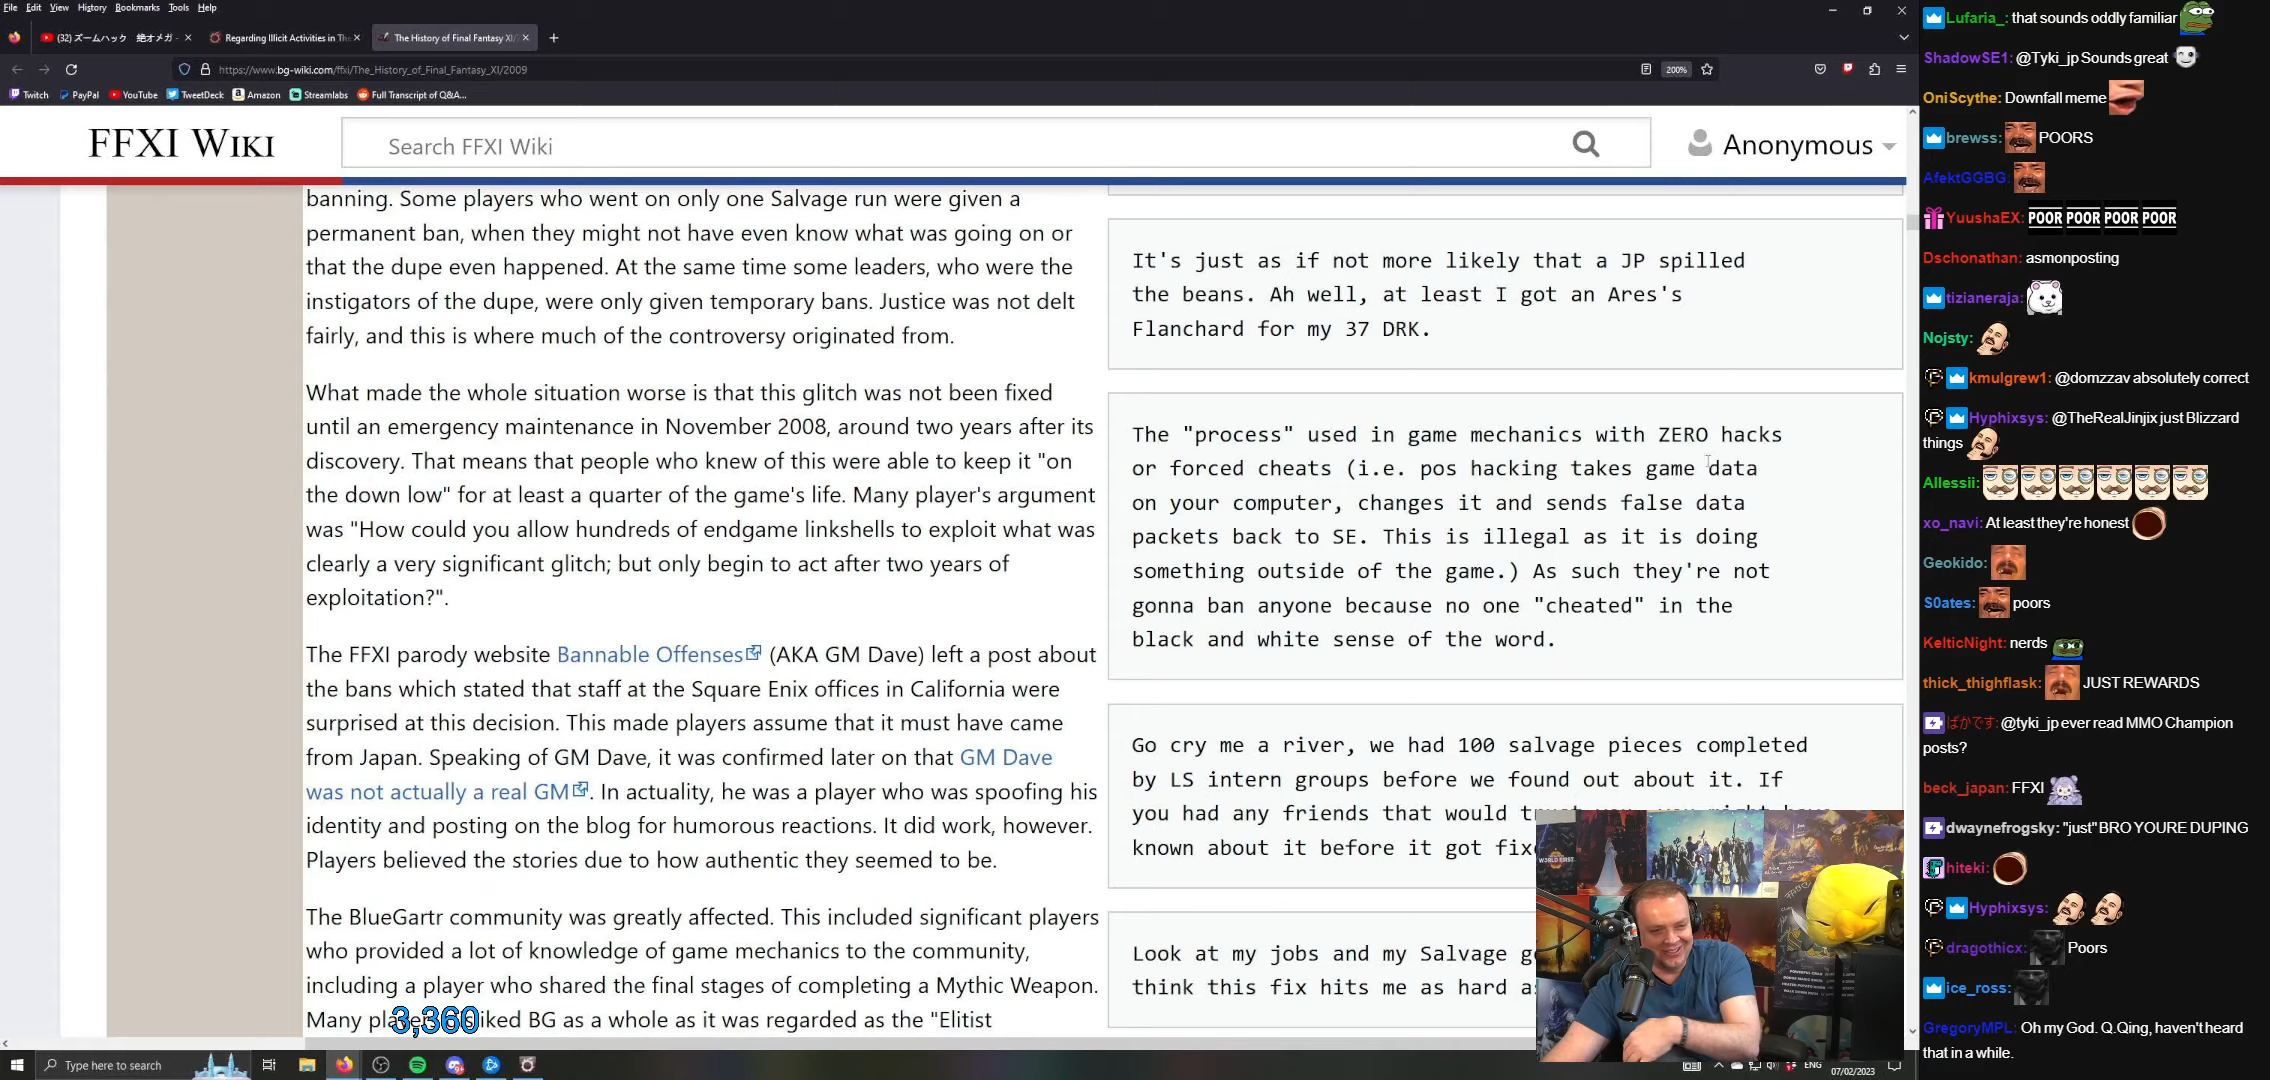 File Edit View History Bookmarks Tools Help
(32) ズームハック 絶オメガ -
Regarding Illicit Activities in The
The History of Final Fantasy XI/
https://www.bg-wiki.com/ffxi/The_History_of_Final_Fantasy_XI/2009
200%
Twitch PayPal YouTube TweetDeck Amazon Streamlabs Full Transcript of Q&A...
FFXI WIKI
Search FFXI Wiki
Anonymous
banning. Some players who went on only one Salvage run were given a
permanent ban, when they might not have even know what was going on or
that the dupe even happened. At the same time some leaders, who were the
instigators of the dupe, were only given temporary bans. Justice was not delt
fairly, and this is where much of the controversy originated from.
What made the whole situation worse is that this glitch was not been fixed
until an emergency maintenance in November 2008, around two years after its
discovery. That means that people who knew of this were able to keep it "on
the down low" for at least a quarter of the game's life. Many player's argument
was "How could you allow hundreds of endgame linkshells to exploit what was
clearly a very significant glitch; but only begin to act after two years of
exploitation?".
The FFXI parody website Bannable Offenses (AKA GM Dave) left a post about
the bans which stated that staff at the Square Enix offices in California were
surprised at this decision. This made players assume that it must have came
from Japan. Speaking of GM Dave, it was confirmed later on that GM Dave
was not actually a real GM. In actuality, he was a player who was spoofing his
identity and posting on the blog for humorous reactions. It did work, however.
Players believed the stories due to how authentic they seemed to be.
The BlueGartr community was greatly affected. This included significant players
who provided a lot of knowledge of game mechanics to the community,
including a player who shared the final stages of completing a Mythic Weapon.
Many liked BG as a whole as it was regarded as the "Elitist
3,360
It's just as if not more likely that a JP spilled
the beans. Ah well, at least I got an Ares's
Flanchard for my 37 DRK.
The "process" used in game mechanics with ZERO hacks
or forced cheats (i.e. pos hacking takes game data
on your computer, changes it and sends false data
packets back to SE. This is illegal as it is doing
something outside of the game.) As such they're not
gonna ban anyone because no one "cheated" in the
black and white sense of the word.
Go cry me a river, we had 100 salvage pieces completed
by LS intern groups before we found out about it. If
you had any friends that would
known about it before it got
Look at my jobs and my Salvage
think this fix hits me as hard
WORLD FIRST
Lufaria_: that sounds oddly familiar
ShadowSE1: @Tyki_jp Sounds great
OniScythe: Downfall meme
brewss: POORS
AfektGGBG:
YuushaEX: POOR POOR POOR POOR
Dschonathan: asmonposting
tizianeraja:
Nojsty:
kmulgrew1: @domzzav absolutely correct
Hyphixsys: @TheRealJinjix just Blizzard
things
Allessii:
xo_navi: At least they're honest
Geokido:
S0ates: poors
KelticNight: nerds
thick_thighflask: JUST REWARDS
ばかです: @tyki_jp ever read MMO Champion
posts?
beck_japan: FFXI
dwaynefrogsky: "just" BRO YOURE DUPING
hiteki:
Hyphixsys:
dragothicx: Poors
ice_ross:
GregoryMPL: Oh my God. Q.Qing, haven't heard
that in a while.
Type here to search
ENG
07/02/2023